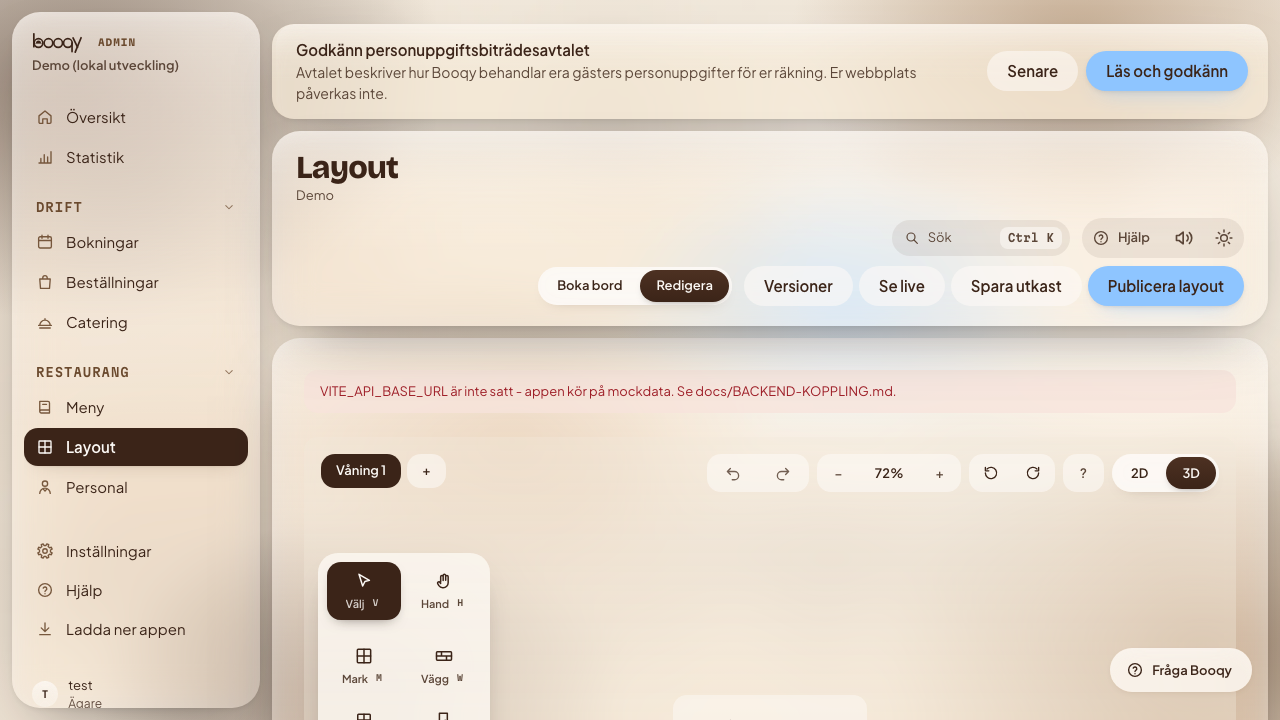 booqy ADMIN
Demo (lokal utveckling)
Översikt
Statistik
DRIFT
Bokningar
Beställningar
Catering
RESTAURANG
Meny
Layout
Personal
Inställningar
Hjälp
Ladda ner appen
T test
Ägare
Godkänn personuppgiftsbiträdesavtalet
Avtalet beskriver hur Booqy behandlar era gästers personuppgifter för er räkning. Er webbplats
påverkas inte.
Senare
Läs och godkänn
Layout
Demo
Sök Ctrl K
Hjälp
Boka bord Redigera Versioner Se live Spara utkast Publicera layout
VITE_API_BASE_URL är inte satt - appen kör på mockdata. Se docs/BACKEND-KOPPLING.md.
Våning 1 +
− 72% + ? 2D 3D
Välj V Hand H
Mark M Vägg W
Fråga Booqy